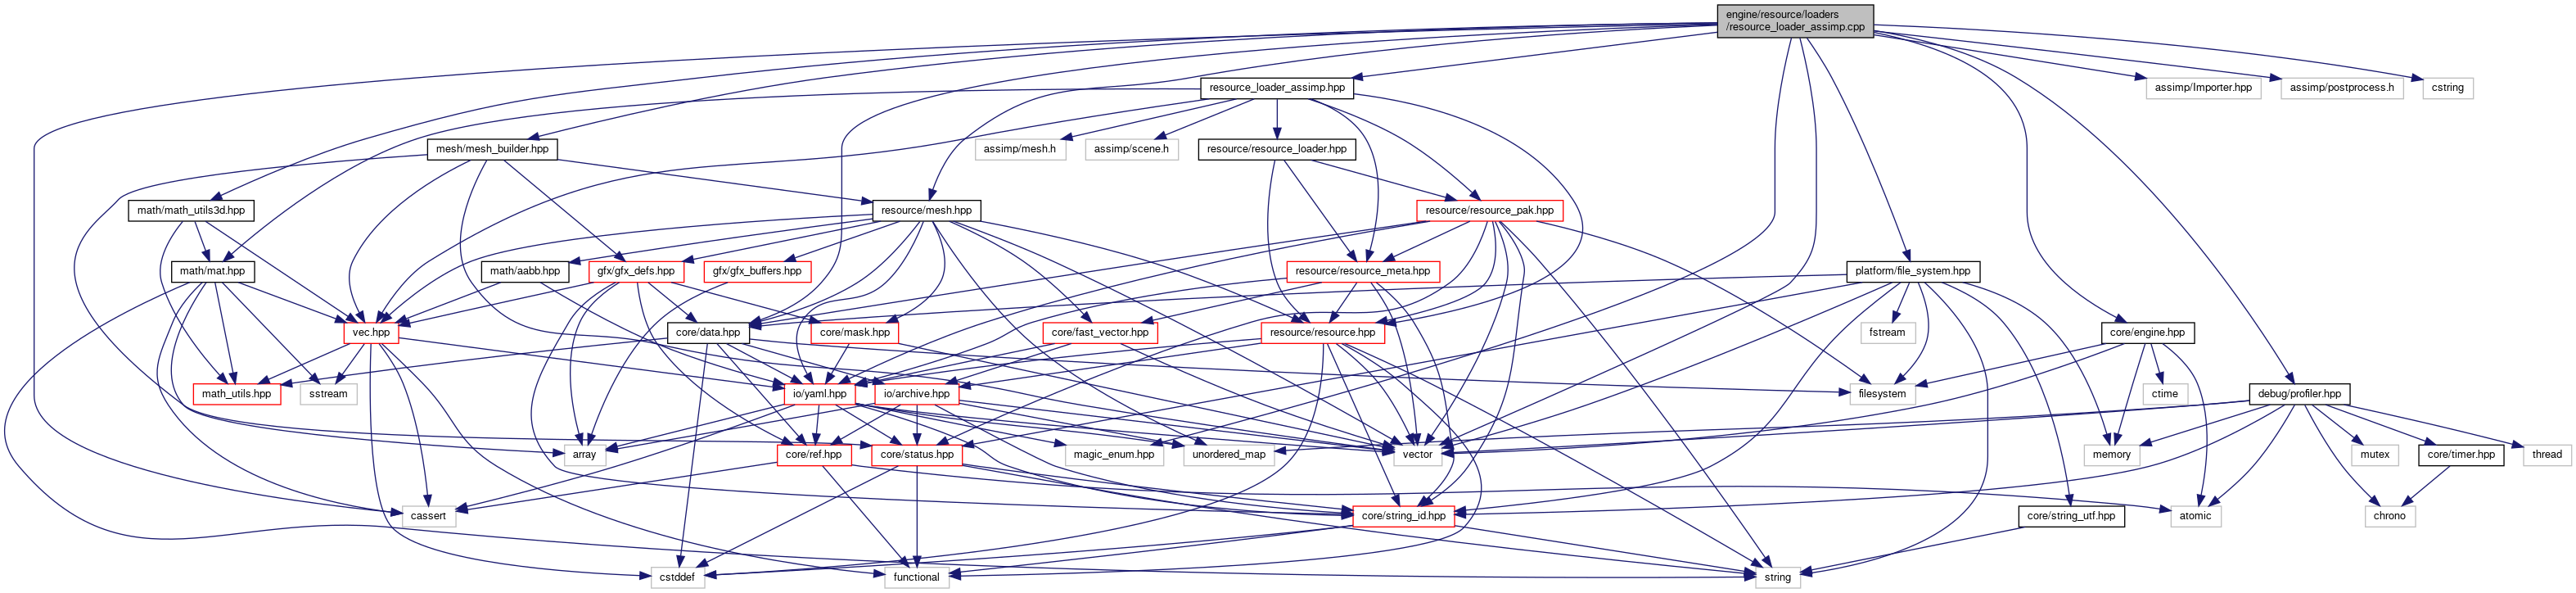 engine/resource/loaders
/resource_loader_assimp.cpp
resource_loader_assimp.hpp
assimp/Importer.hpp
assimp/postprocess.h
cstring
mesh/mesh_builder.hpp
assimp/mesh.h
assimp/scene.h
resource/resource_loader.hpp
math/math_utils3d.hpp
resource/mesh.hpp
resource/resource_pak.hpp
math/mat.hpp
math/aabb.hpp
gfx/gfx_defs.hpp
gfx/gfx_buffers.hpp
resource/resource_meta.hpp
platform/file_system.hpp
vec.hpp
core/data.hpp
core/mask.hpp
core/fast_vector.hpp
resource/resource.hpp
fstream
core/engine.hpp
math_utils.hpp
sstream
io/yaml.hpp
io/archive.hpp
filesystem
ctime
debug/profiler.hpp
array
core/ref.hpp
core/status.hpp
magic_enum.hpp
unordered_map
vector
memory
mutex
core/timer.hpp
thread
cassert
core/string_id.hpp
core/string_utf.hpp
atomic
chrono
cstddef
functional
string